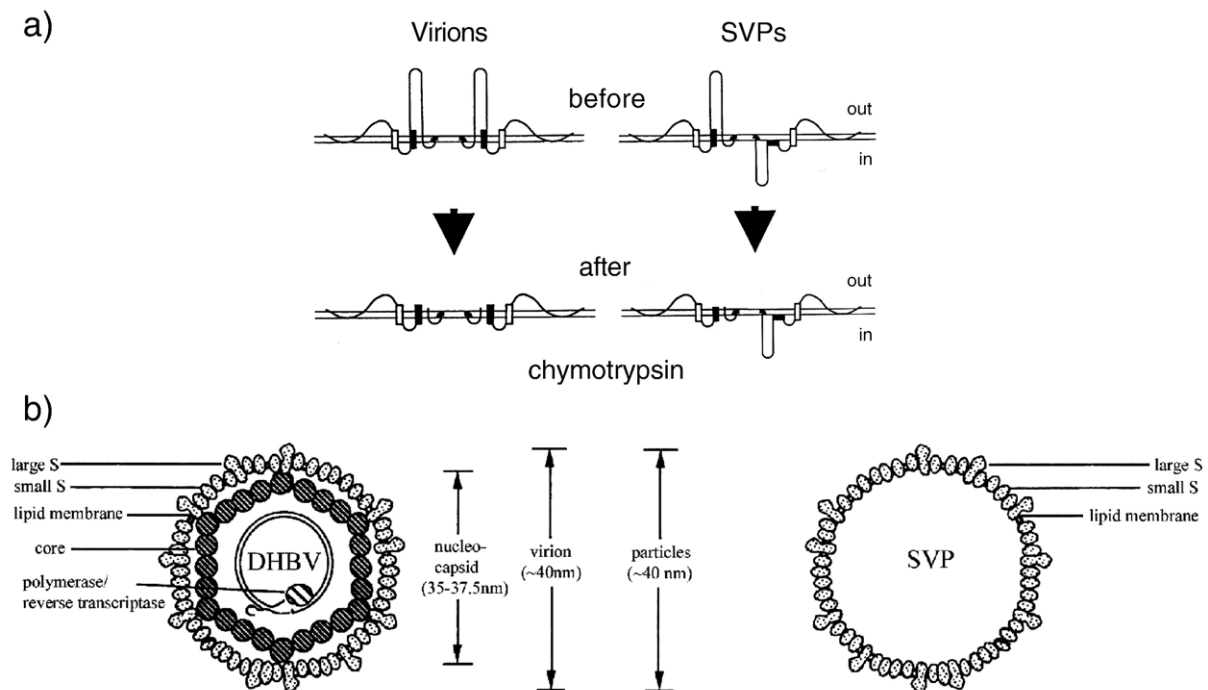 a)
Virions
SVPs
before
out
in
after
out
in
chymotrypsin
b)
large S
small S
lipid membrane
core
polymerase/
reverse transcriptase
DHBV
nucleo-
capsid
(35-37.5nm)
virion
(~40nm)
particles
(~40 nm)
SVP
large S
small S
lipid membrane